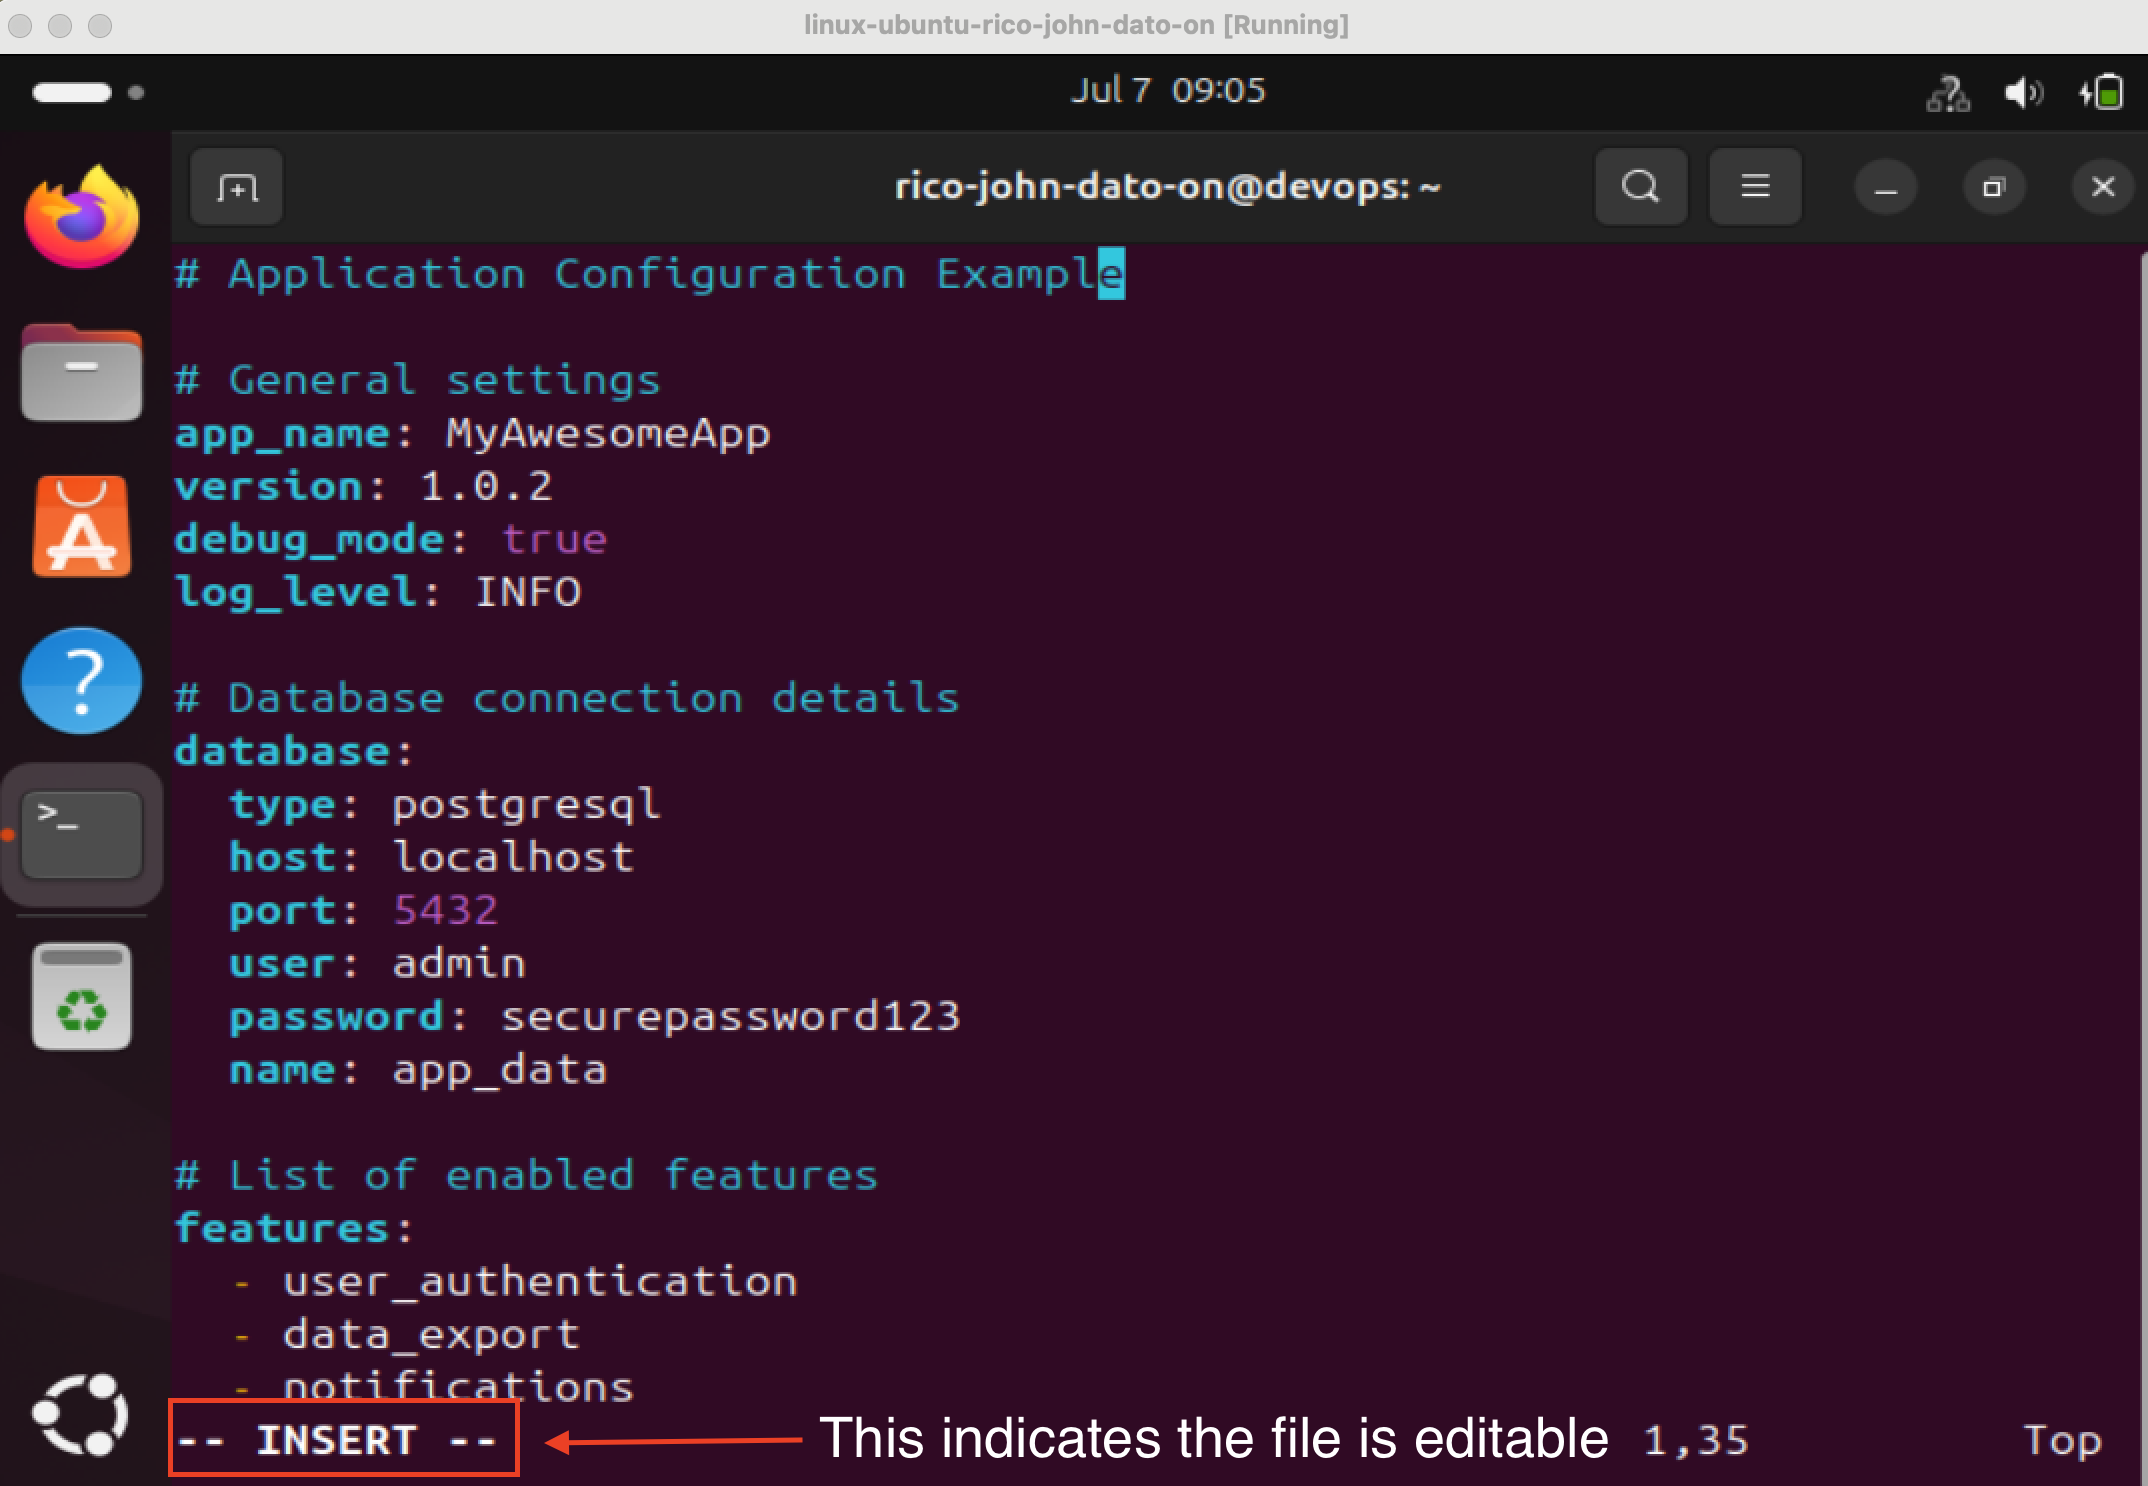 linux-ubuntu-rico-john-dato-on [Running]
Jul 7 09:05
rico-john-dato-on@devops: ~
# Application Configuration Example
# General settings
app_name: MyAwesomeApp
version: 1.0.2
debug_mode: true
log_level: INFO
# Database connection details
database:
  type: postgresql
  host: localhost
  port: 5432
  user: admin
  password: securepassword123
  name: app_data
# List of enabled features
features:
  - user_authentication
  - data_export
  - notifications
-- INSERT -- This indicates the file is editable 1,35 Top